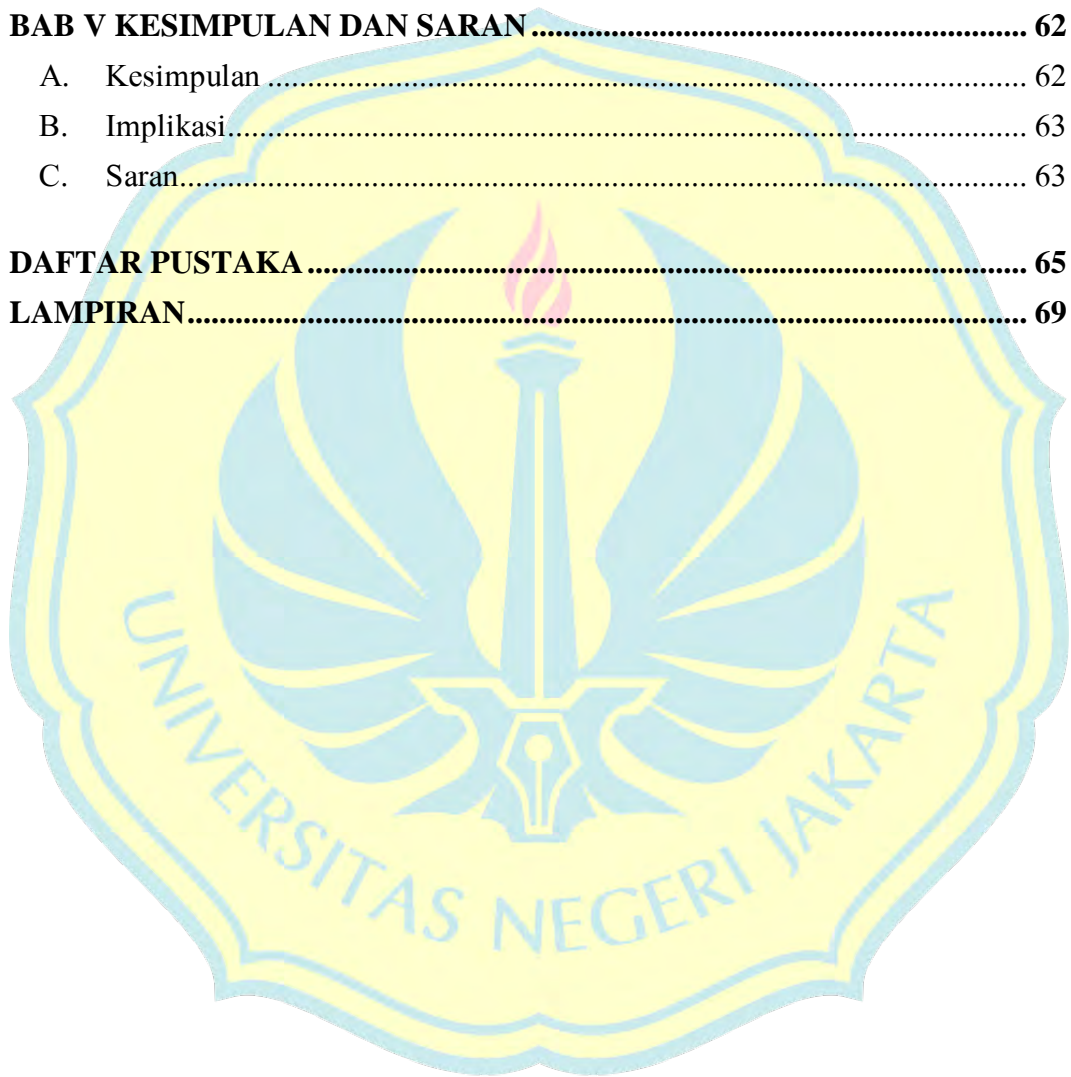 BAB V KESIMPULAN DAN SARAN ................................................................ 62
A. Kesimpulan ................................................................................................ 62
B. Implikasi..................................................................................................... 63
C. Saran........................................................................................................... 63
DAFTAR PUSTAKA ............................................................................................ 65
LAMPIRAN........................................................................................................... 69
UNIVERSITAS NEGERI JAKARTA